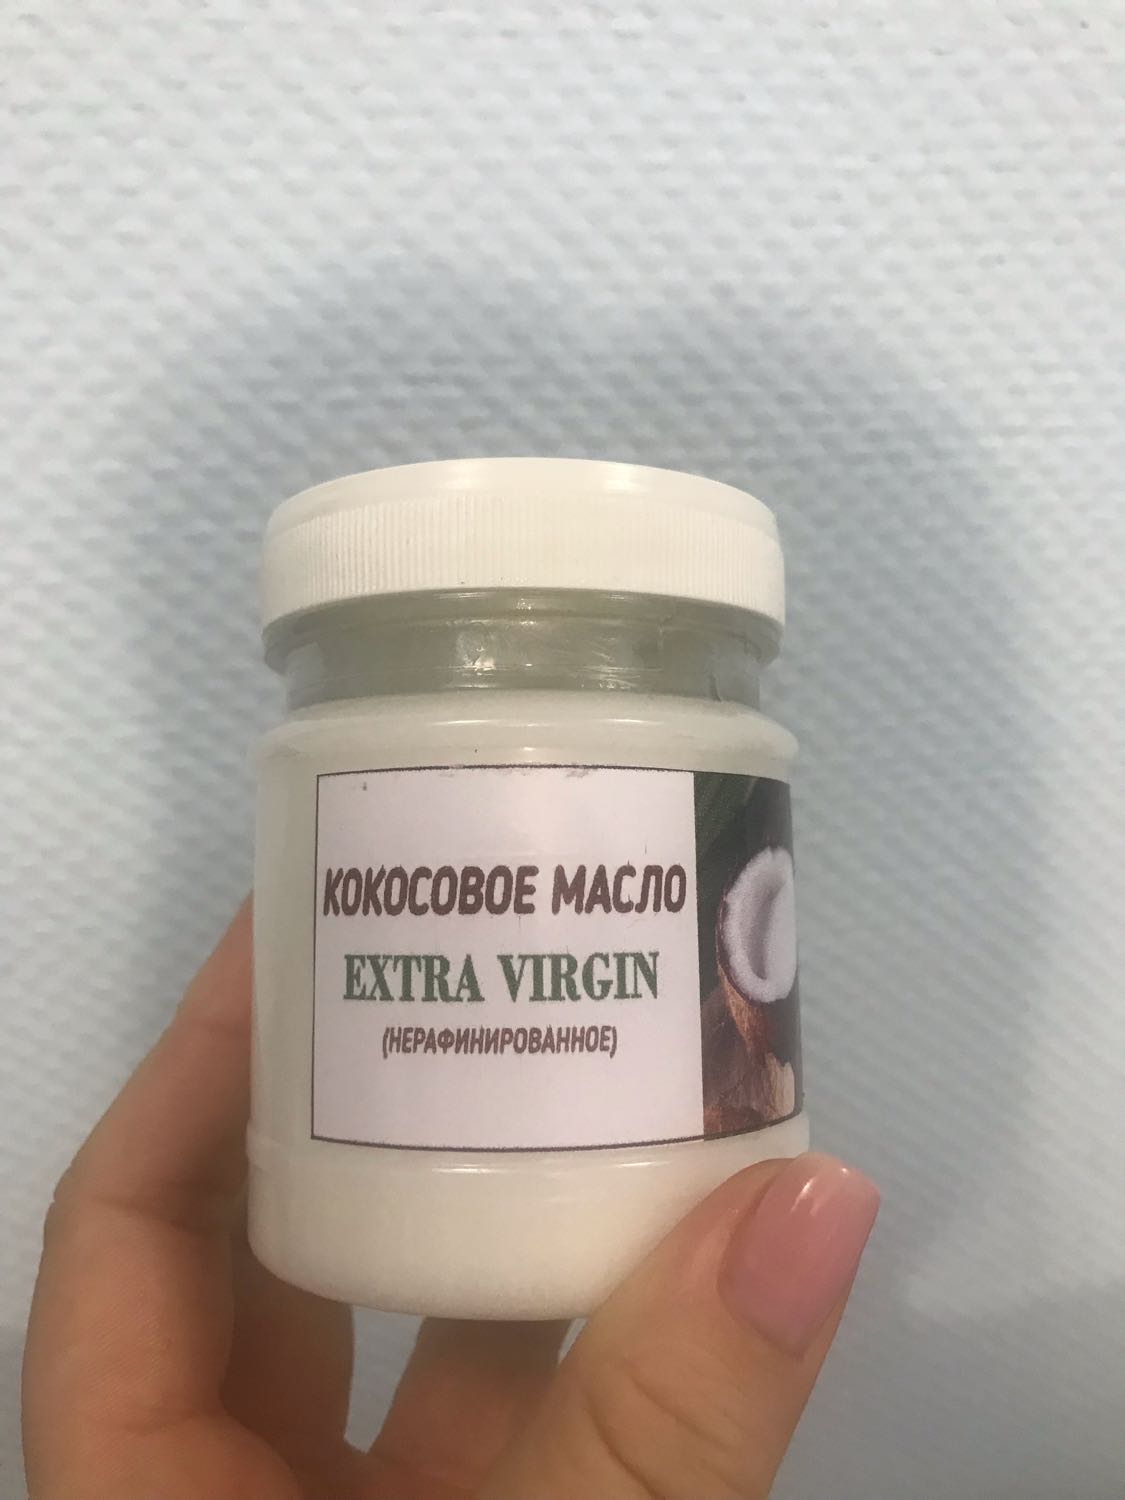 КОКОСОВОЕ МАСЛО
EXTRA VIRGIN
(НЕРАФИНИРОВАННОЕ)